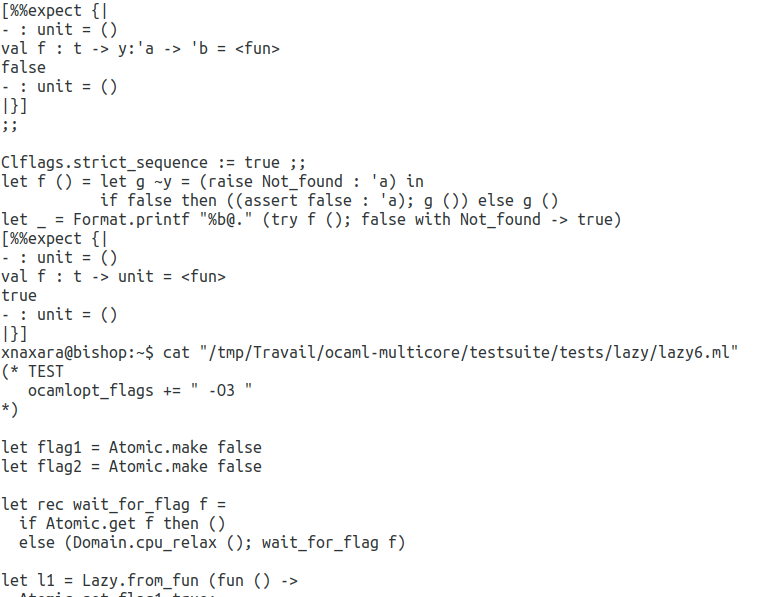 [%%expect {|
- : unit = ()
val f : t -> y:'a -> 'b = <fun>
false
- : unit = ()
|}]
;;

Clflags.strict_sequence := true ;;
let f () = let g ~y = (raise Not_found : 'a) in
           if false then ((assert false : 'a); g ()) else g ()
let _ = Format.printf "%b@." (try f (); false with Not_found -> true)
[%%expect {|
- : unit = ()
val f : t -> unit = <fun>
true
- : unit = ()
|}]
xnaxara@bishop:~$ cat "/tmp/Travail/ocaml-multicore/testsuite/tests/lazy/lazy6.ml"
(* TEST
   ocamlopt_flags += " -O3 "
*)

let flag1 = Atomic.make false
let flag2 = Atomic.make false

let rec wait_for_flag f =
  if Atomic.get f then ()
  else (Domain.cpu_relax (); wait_for_flag f)

let l1 = Lazy.from_fun (fun () ->